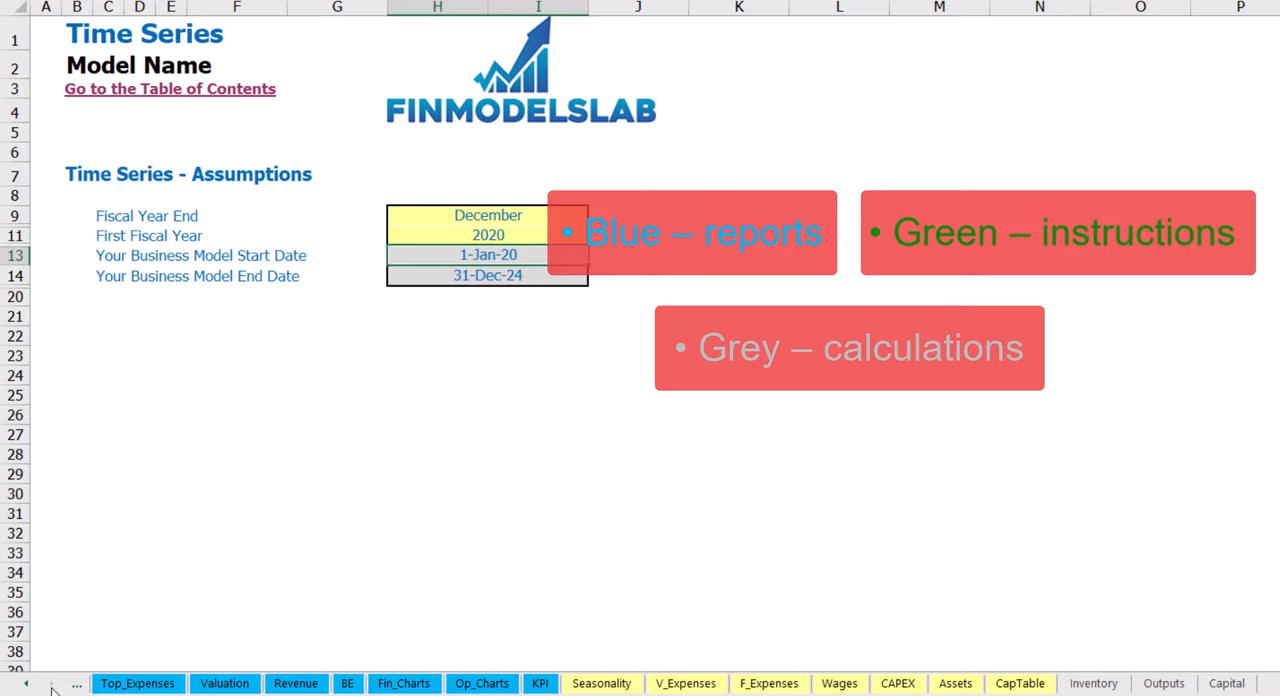 A B C D E F G H I J K L M N O P
1 Time Series
2 Model Name
3 Go to the Table of Contents
FINMODELSLAB
4
5
6
7 Time Series - Assumptions
8
9 Fiscal Year End December
11 First Fiscal Year 2020
13 Your Business Model Start Date 1-Jan-20
14 Your Business Model End Date 31-Dec-24
• Blue – reports
• Green – instructions
• Grey – calculations
20
21
22
23
24
25
26
27
28
29
30
31
32
33
34
35
36
37
38
39
... Top_Expenses Valuation Revenue BE Fin_Charts Op_Charts KPI Seasonality V_Expenses F_Expenses Wages CAPEX Assets CapTable Inventory Outputs Capital